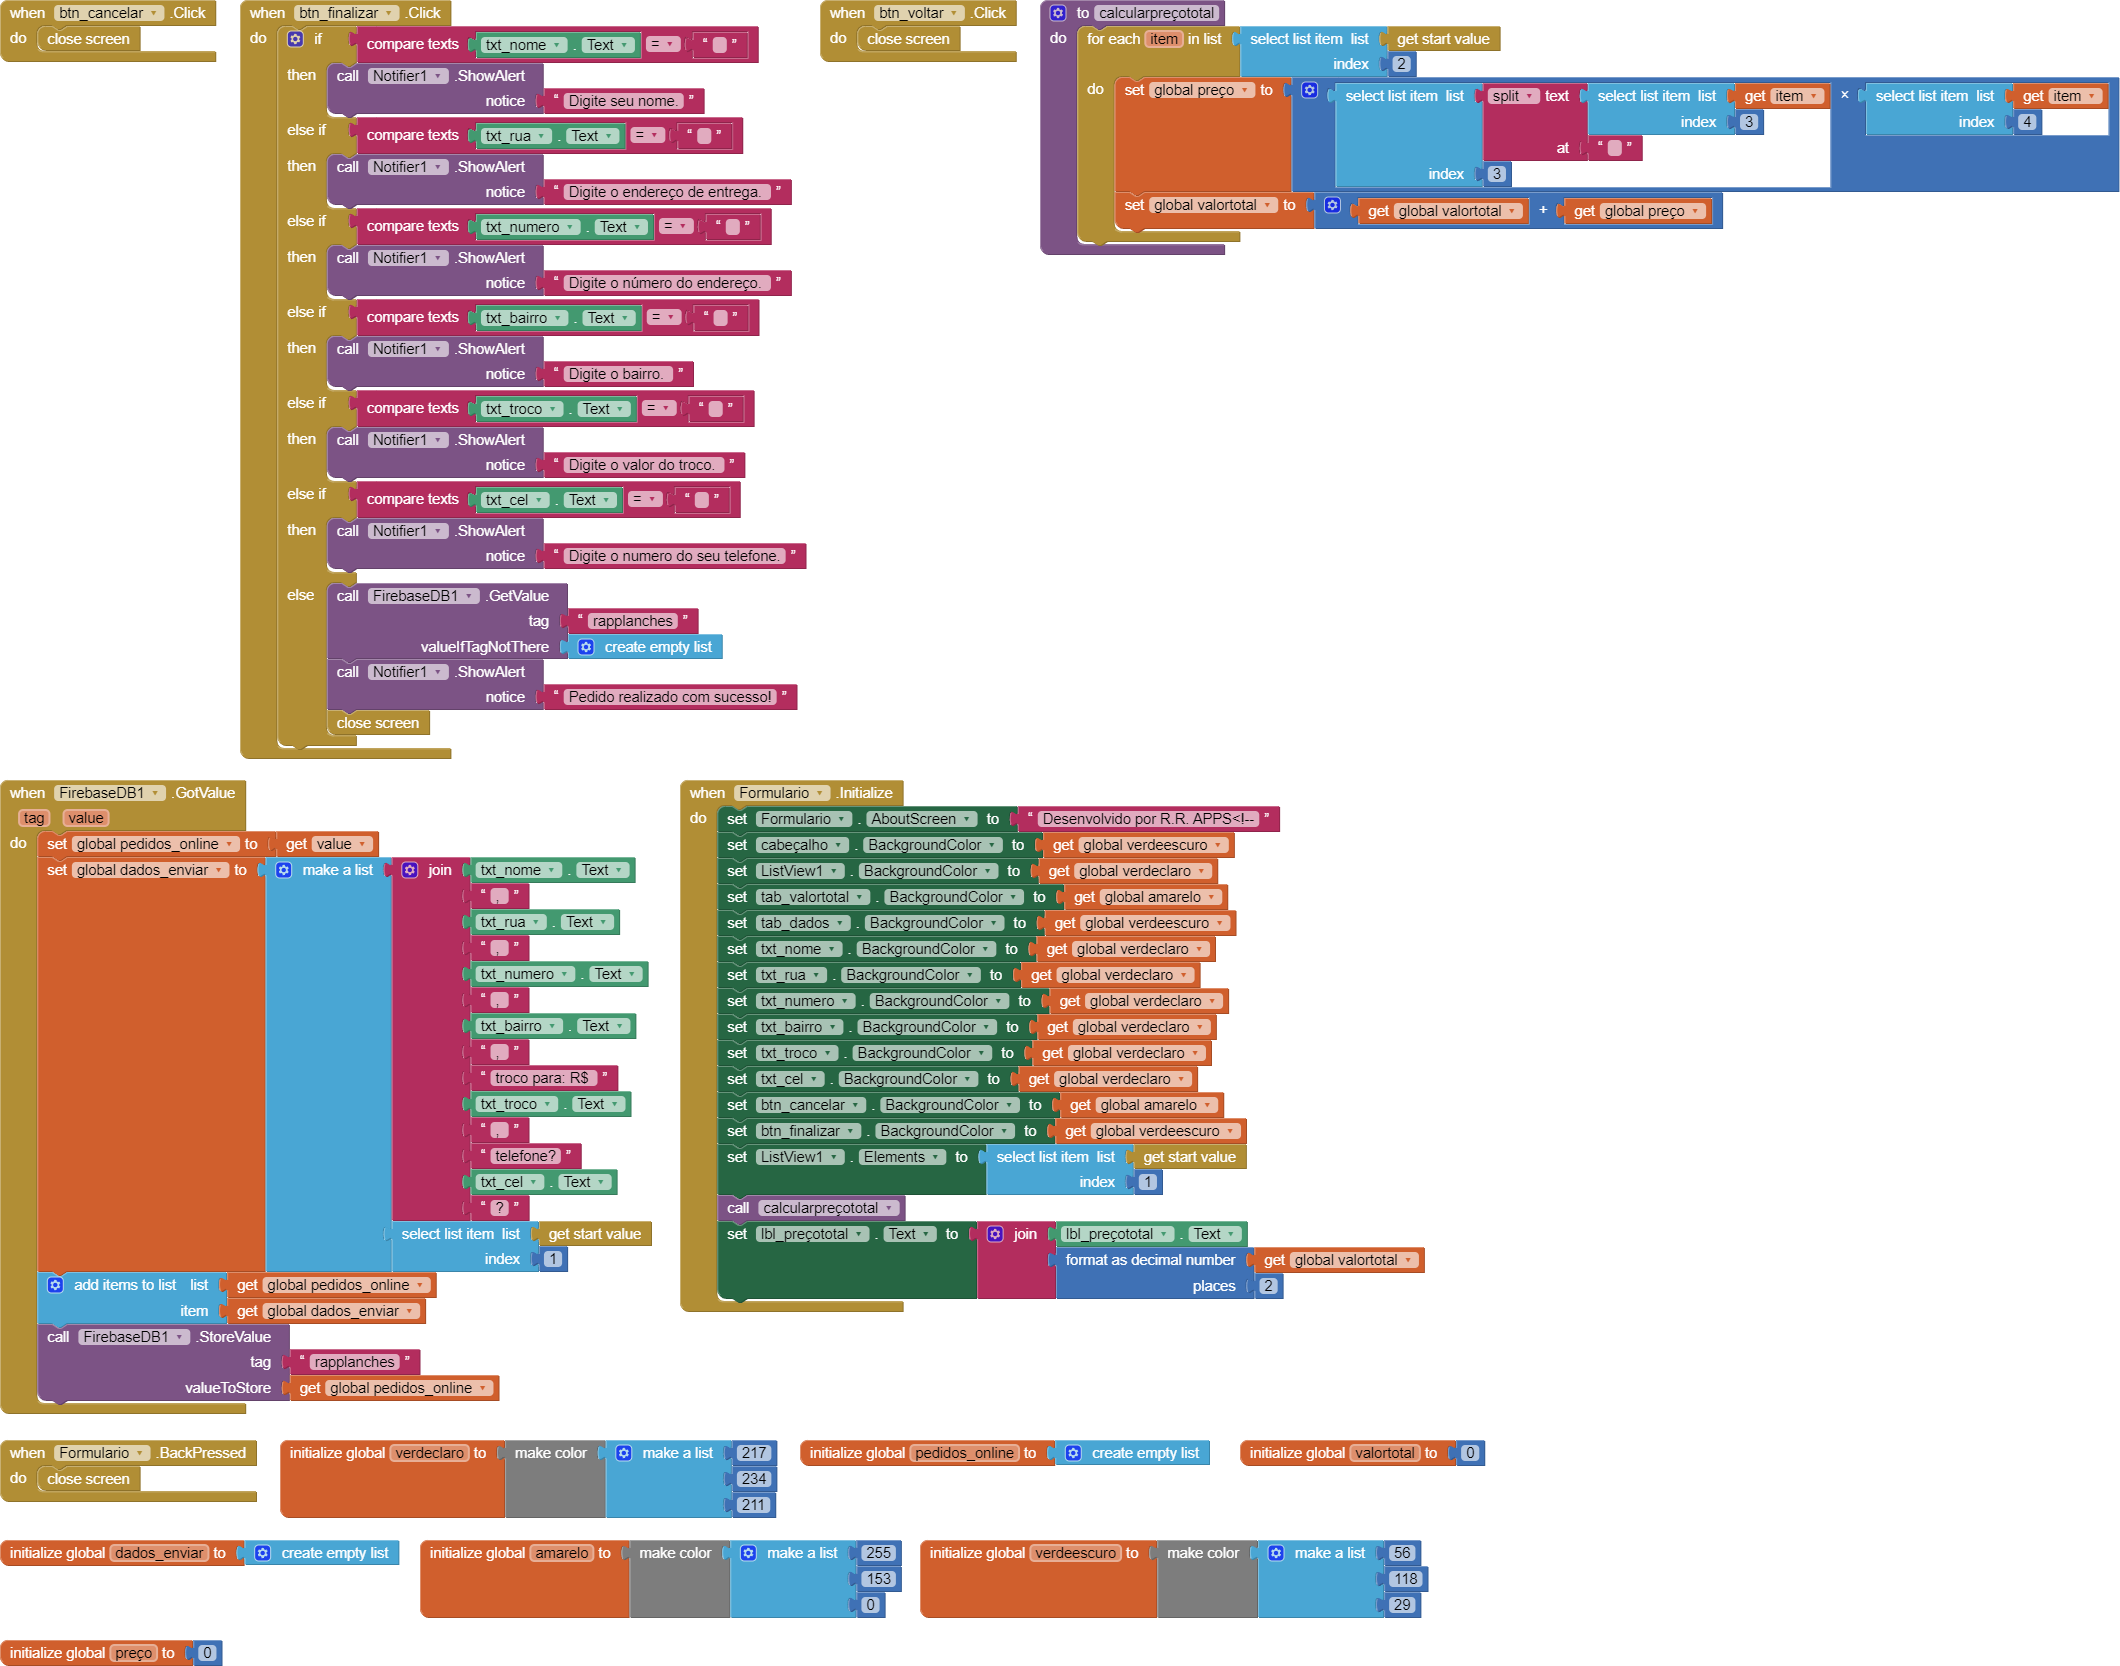 when btn_cancelar .Click
do close screen
when btn_finalizar .Click
do if compare texts txt_nome . Text = “ ”
then call Notifier1 .ShowAlert
notice “ Digite seu nome. ”
else if compare texts txt_rua . Text = “ ”
then call Notifier1 .ShowAlert
notice “ Digite o endereço de entrega. ”
else if compare texts txt_numero . Text = “ ”
then call Notifier1 .ShowAlert
notice “ Digite o número do endereço. ”
else if compare texts txt_bairro . Text = “ ”
then call Notifier1 .ShowAlert
notice “ Digite o bairro. ”
else if compare texts txt_troco . Text = “ ”
then call Notifier1 .ShowAlert
notice “ Digite o valor do troco. ”
else if compare texts txt_cel . Text = “ ”
then call Notifier1 .ShowAlert
notice “ Digite o numero do seu telefone. ”
else call FirebaseDB1 .GetValue
tag “ rapplanches ”
valueIfTagNotThere create empty list
call Notifier1 .ShowAlert
notice “ Pedido realizado com sucesso! ”
close screen
when btn_voltar .Click
do close screen
to calcularpreçototal
do for each item in list select list item list get start value
index 2
do set global preço to select list item list split text select list item list get item × select list item list get item
index 3 index 4
at “ ”
index 3
set global valortotal to get global valortotal + get global preço
when FirebaseDB1 .GotValue
tag value
do set global pedidos_online to get value
set global dados_enviar to make a list join txt_nome . Text
“ , ”
txt_rua . Text
“ , ”
txt_numero . Text
“ , ”
txt_bairro . Text
“ , ”
“ troco para: R$ ”
txt_troco . Text
“ , ”
“ telefone? ”
txt_cel . Text
“ ? ”
select list item list get start value
index 1
add items to list list get global pedidos_online
item get global dados_enviar
call FirebaseDB1 .StoreValue
tag “ rapplanches ”
valueToStore get global pedidos_online
when Formulario .Initialize
do set Formulario . AboutScreen to “ Desenvolvido por R.R. APPS<!-- ”
set cabeçalho . BackgroundColor to get global verdeescuro
set ListView1 . BackgroundColor to get global verdeclaro
set tab_valortotal . BackgroundColor to get global amarelo
set tab_dados . BackgroundColor to get global verdeescuro
set txt_nome . BackgroundColor to get global verdeclaro
set txt_rua . BackgroundColor to get global verdeclaro
set txt_numero . BackgroundColor to get global verdeclaro
set txt_bairro . BackgroundColor to get global verdeclaro
set txt_troco . BackgroundColor to get global verdeclaro
set txt_cel . BackgroundColor to get global verdeclaro
set btn_cancelar . BackgroundColor to get global amarelo
set btn_finalizar . BackgroundColor to get global verdeescuro
set ListView1 . Elements to select list item list get start value
index 1
call calcularpreçototal
set lbl_preçototal . Text to join lbl_preçototal . Text
format as decimal number get global valortotal
places 2
when Formulario .BackPressed
do close screen
initialize global verdeclaro to make color make a list 217
234
211
initialize global pedidos_online to create empty list
initialize global valortotal to 0
initialize global dados_enviar to create empty list
initialize global amarelo to make color make a list 255
153
0
initialize global verdeescuro to make color make a list 56
118
29
initialize global preço to 0